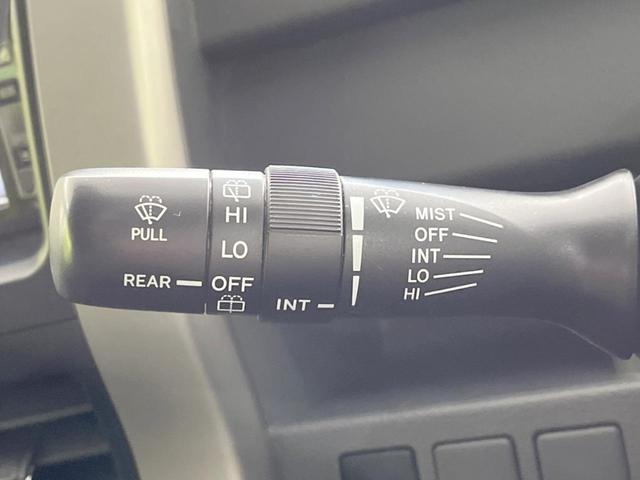 PULL
REAR
HI
LO
OFF
INT
MIST
OFF
INT
LO
HI